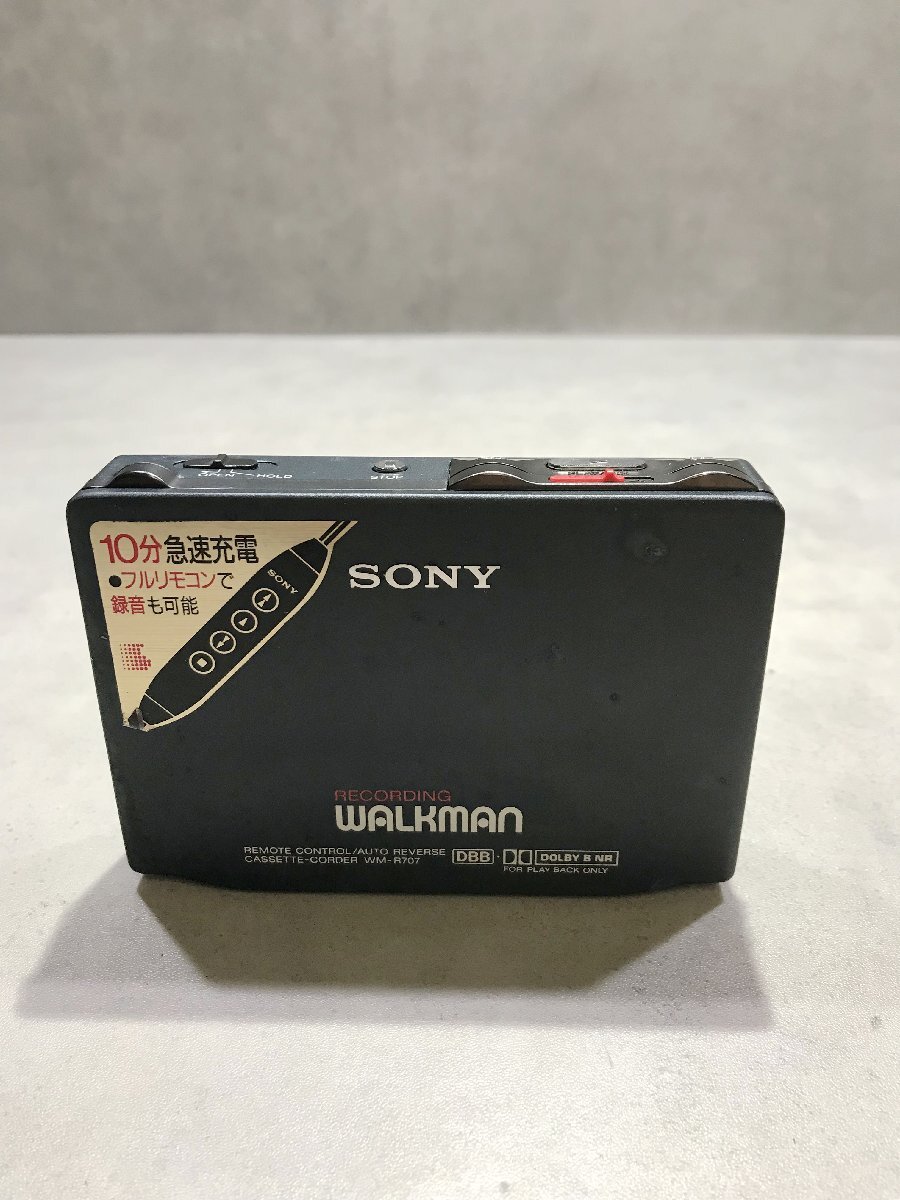 OPEN HOLD
STOP
10分急速充電
●フルリモコンで
録音も可能
SONY
SONY
RECORDING
WALKMAN
REMOTE CONTROL/AUTO REVERSE
CASSETTE-CORDER WM-R707
DBB · DOLBY B NR
FOR PLAY BACK ONLY